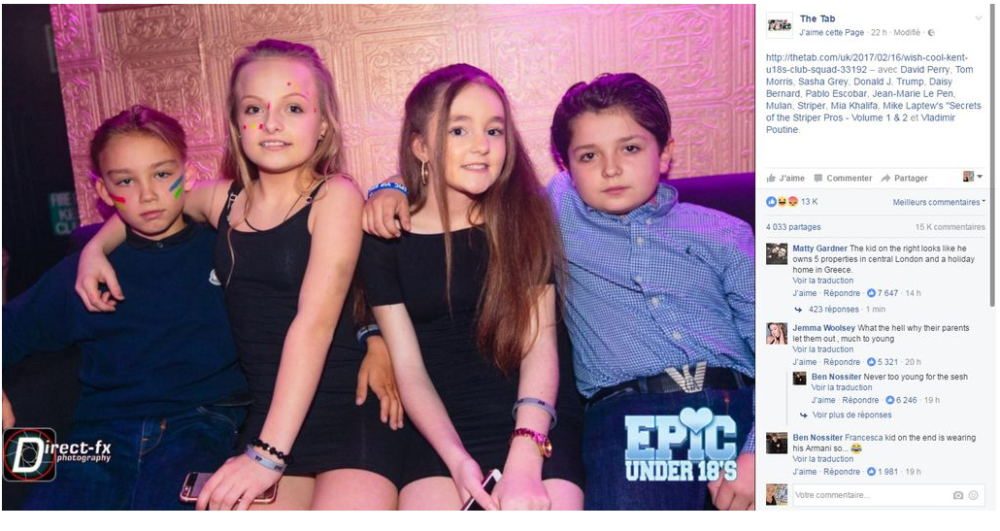 The Tab
J'aime cette Page · 22 h · Modifié ·
http://thetab.com/uk/2017/02/16/wish-cool-kent-
u18s-club-squad-33192 – avec David Perry, Tom
Morris, Sasha Grey, Donald J. Trump, Daisy
Bernard, Pablo Escobar, Jean-Marie Le Pen,
Mulan, Striper, Mia Khalifa, Mike Laptew's "Secrets
of the Striper Pros - Volume 1 & 2 et Vladimir
Poutine.
J'aime Commenter Partager
13 K Meilleurs commentaires
4 033 partages 15 K commentaires
Matty Gardner The kid on the right looks like he
owns 5 properties in central London and a holiday
home in Greece.
Voir la traduction
J'aime · Répondre · 7 647 · 14 h
423 réponses · 1 min
Jemma Woolsey What the hell why their parents
let them out , much to young
Voir la traduction
J'aime · Répondre · 5 321 · 20 h
Ben Nossiter Never too young for the sesh
Voir la traduction
J'aime · Répondre · 6 246 · 19 h
Voir plus de réponses
Ben Nossiter Francesca kid on the end is wearing
his Armani so... 😂
Voir la traduction
J'aime · Répondre · 1 981 · 19 h
Votre commentaire...
Direct-fx
photography
EPIC
UNDER 18'S